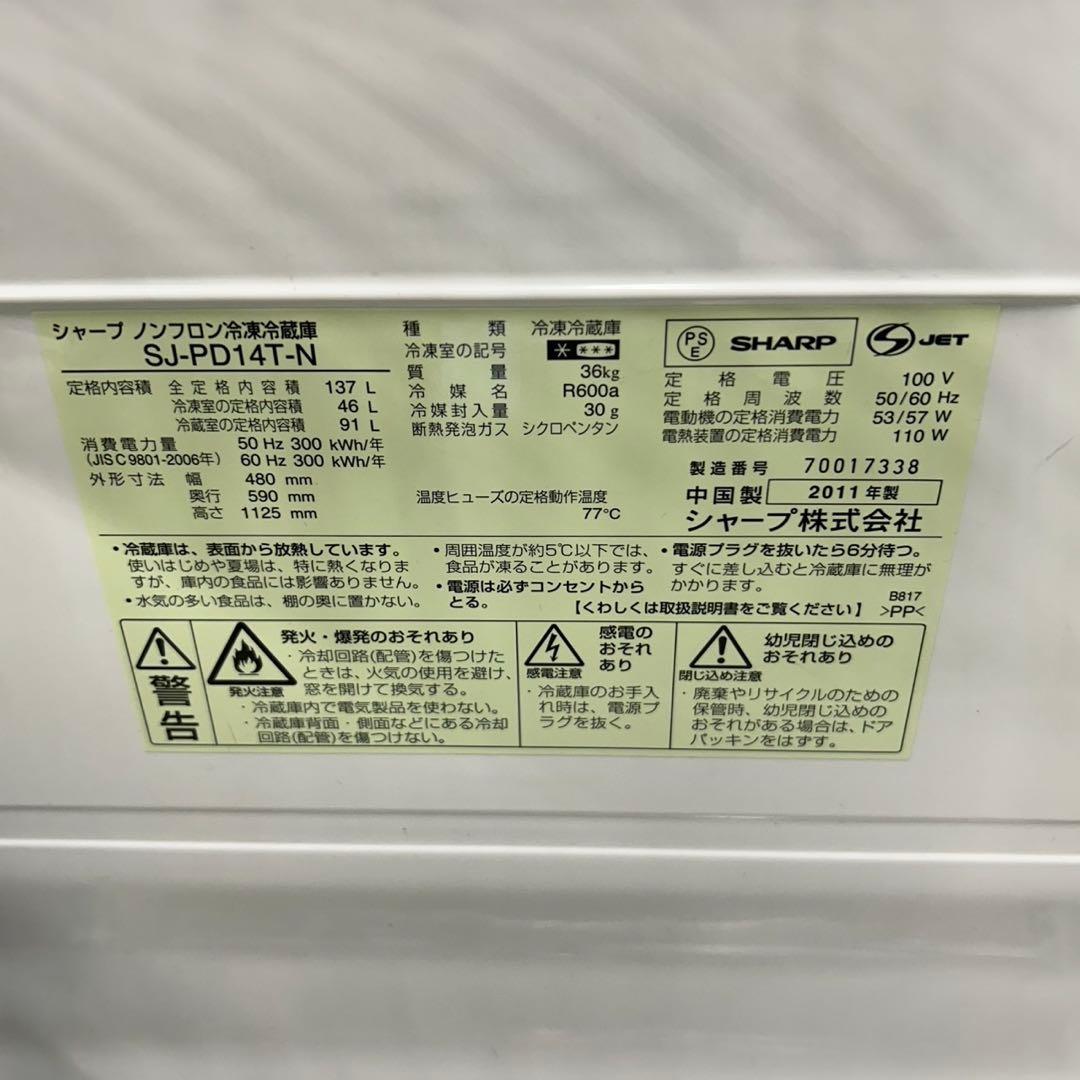 シャープ ノンフロン冷凍冷蔵庫
SJ-PD14T-N
定格内容積 全定格内容積 137 L
冷凍室の定格内容積 46 L
冷蔵室の定格内容積 91 L
消費電力量 50 Hz 300 kWh/年
(JIS C 9801-2006年) 60 Hz 300 kWh/年
外形寸法 幅 480 mm
奥行 590 mm
高さ 1125 mm
種類 冷凍冷蔵庫
冷凍室の記号 * ***
質量 36kg
冷媒名 R600a
冷媒封入量 30 g
断熱発泡ガス シクロペンタン
温度ヒューズの定格動作温度
77℃
PSE SHARP S JET
定格電圧 100 V
定格周波数 50/60 Hz
電動機の定格消費電力 53/57 W
電熱装置の定格消費電力 110 W
製造番号 70017338
中国製 2011年製
シャープ株式会社
・冷蔵庫は、表面から放熱しています。
使いはじめや夏場は、特に熱くなりま
すが、庫内の食品には影響ありません。
・水気の多い食品は、棚の奥に置かない。
・周囲温度が約5℃以下では、
食品が凍ることがあります。
・電源は必ずコンセントから
とる。
・電源プラグを抜いたら6分待つ。
すぐに差し込むと冷蔵庫に無理が
かかります。
【くわしくは取扱説明書をご覧ください】
B817
>PP<
警告
発火注意
発火・爆発のおそれあり
・冷却回路(配管)を傷つけた
ときは、火気の使用を避け、
窓を開けて換気する。
・冷蔵庫内で電気製品を使わない。
・冷蔵庫背面・側面などにある冷却
回路(配管)を傷つけない。
感電注意
感電の
おそれ
あり
・冷蔵庫のお手入
れ時は、電源プ
ラグを抜く。
閉じ込め注意
幼児閉じ込めの
おそれあり
・廃棄やリサイクルのための
保管時、幼児閉じ込めの
おそれがある場合は、ドア
パッキンをはずす。